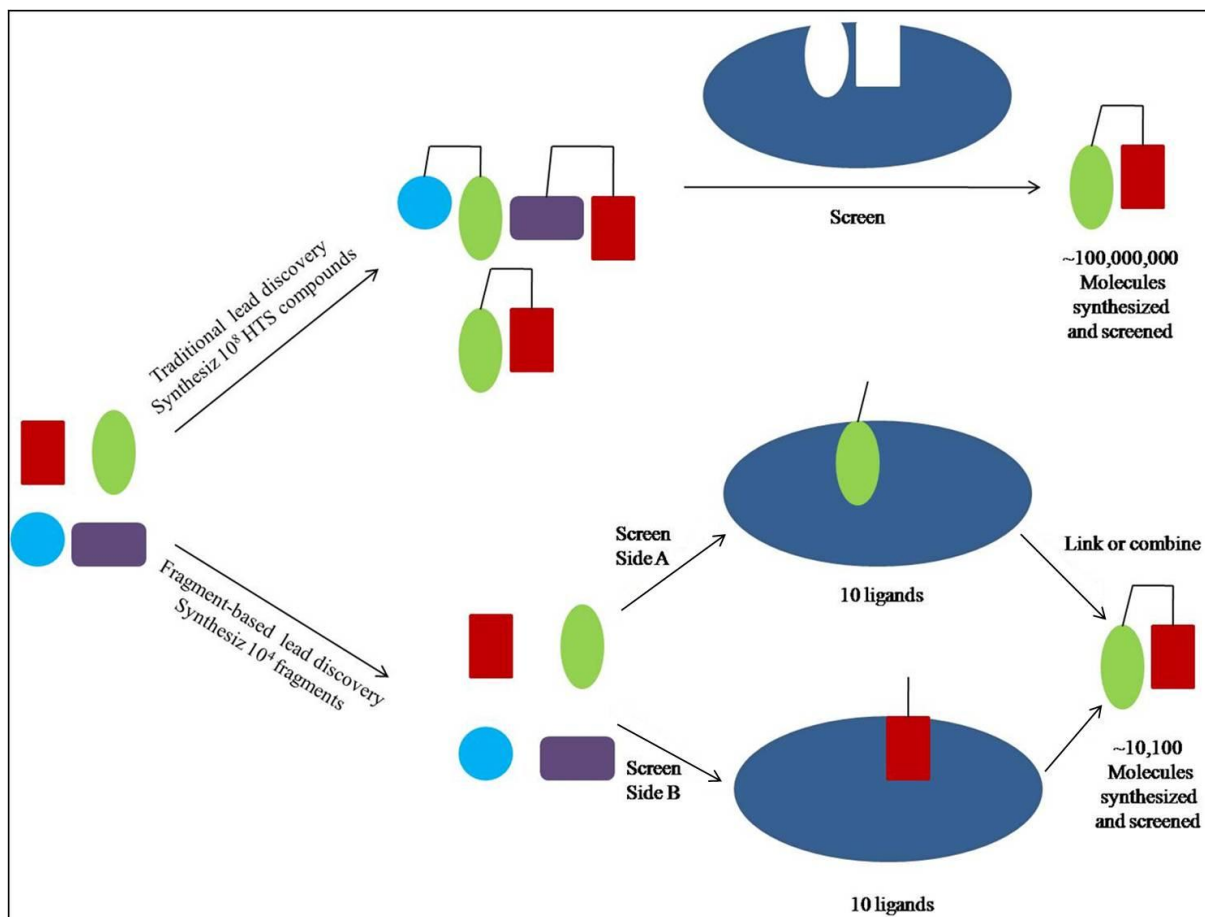 Traditional lead discovery
Synthesiz 10⁸ HTS compounds
Screen
~100,000,000
Molecules
synthesized
and screened
Fragment-based lead discovery
Synthesiz 10⁴ fragments
Screen
Side A
10 ligands
Screen
Side B
10 ligands
Link or combine
~10,100
Molecules
synthesized
and screened